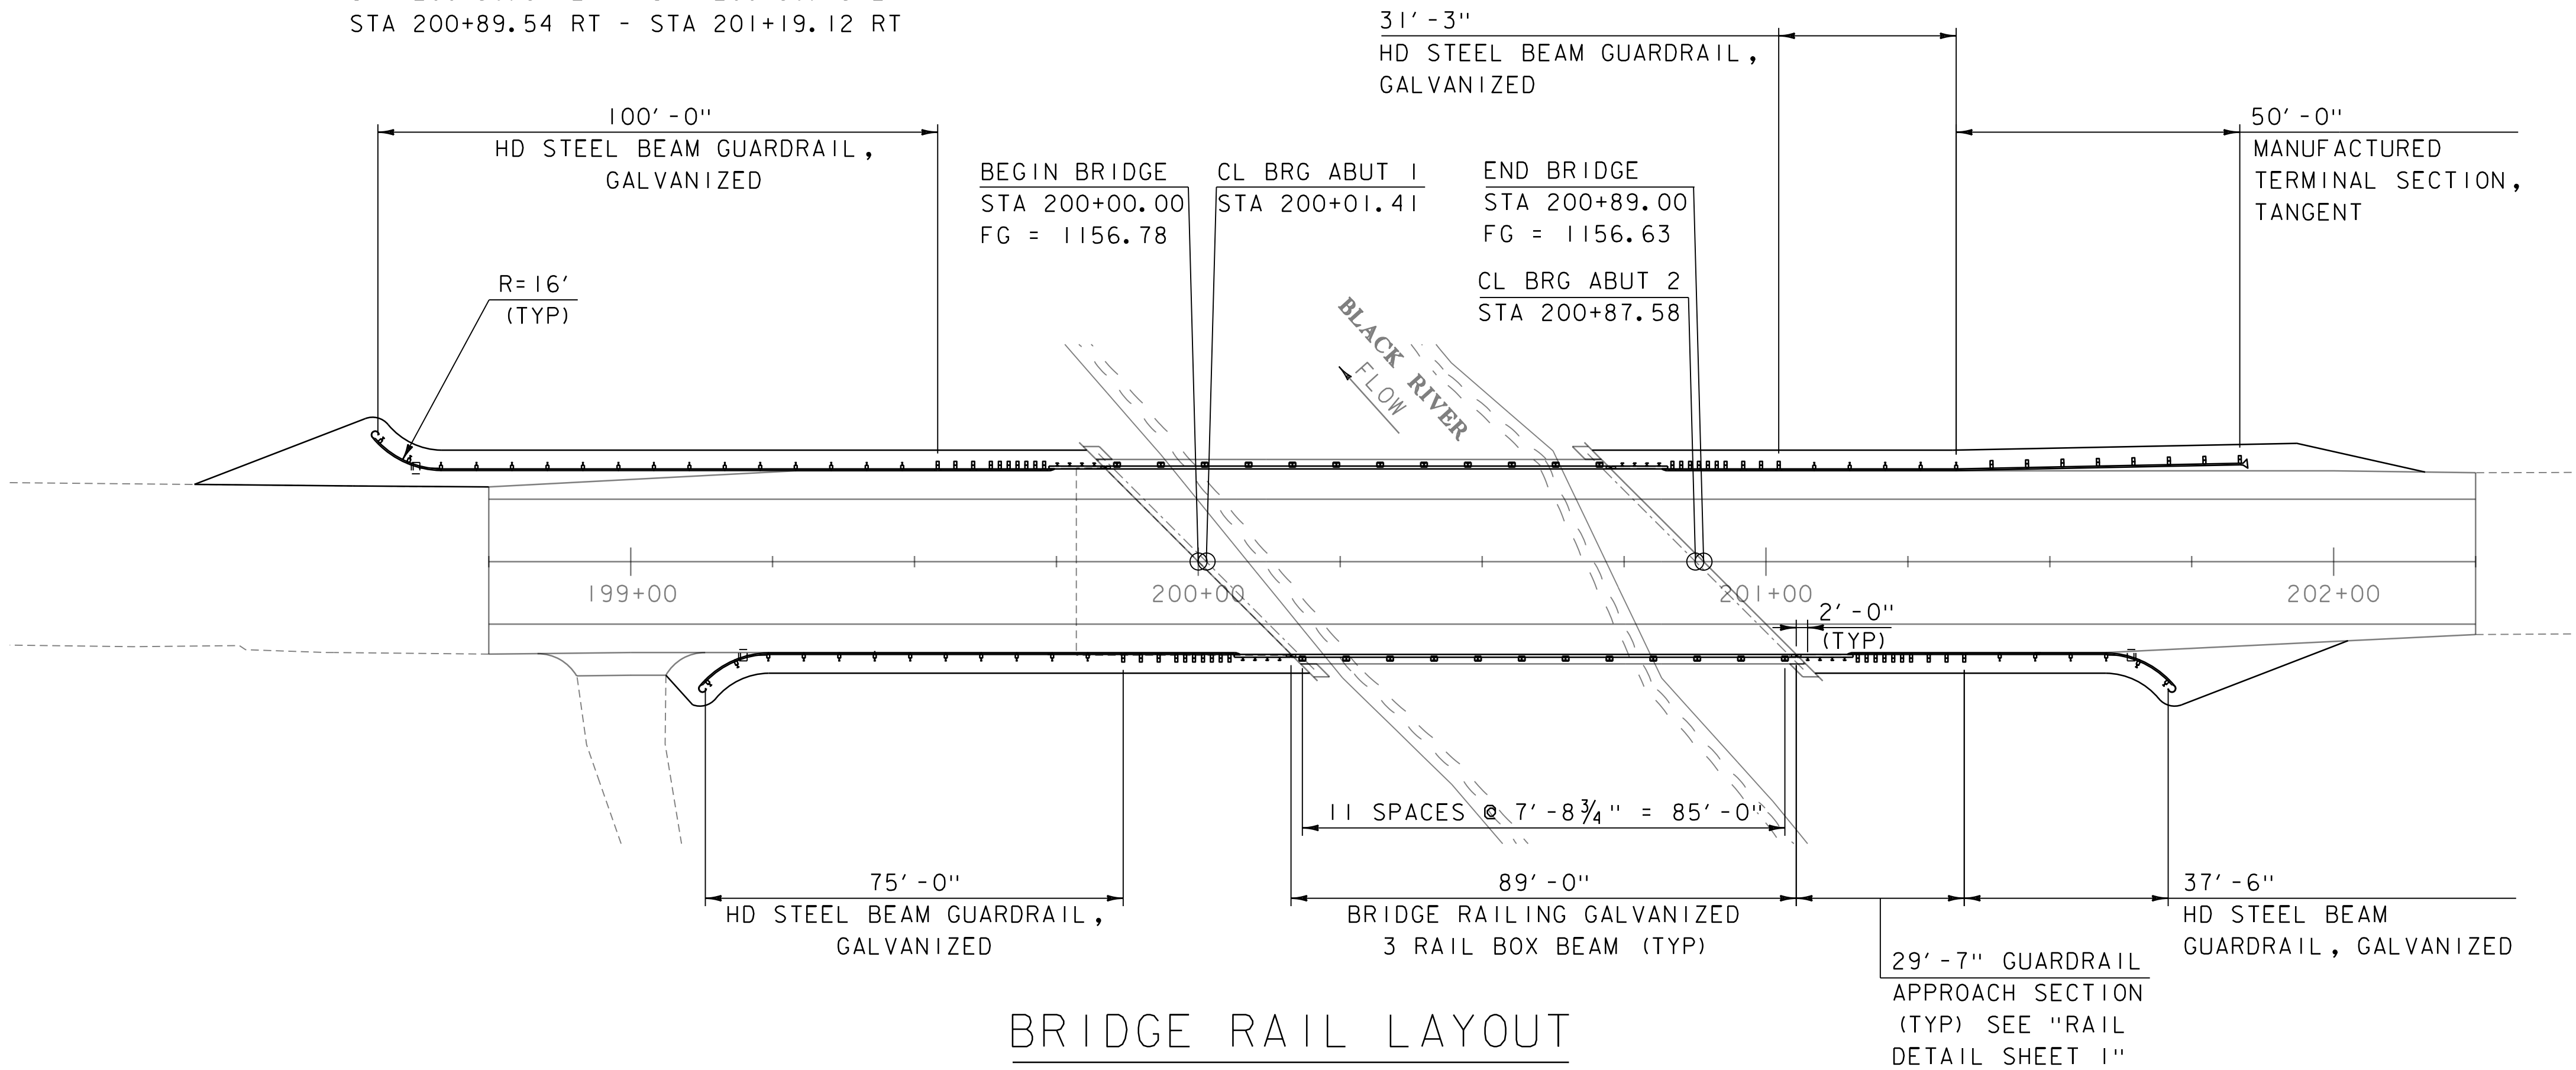 STA 200+89.54 RT - STA 201+19.12 RT
31'-3"
HD STEEL BEAM GUARDRAIL,
GALVANIZED
100'-0"
HD STEEL BEAM GUARDRAIL,
GALVANIZED
50'-0"
MANUFACTURED
TERMINAL SECTION,
TANGENT
BEGIN BRIDGE
STA 200+00.00
FG = 1156.78
CL BRG ABUT 1
STA 200+01.41
END BRIDGE
STA 200+89.00
FG = 1156.63
CL BRG ABUT 2
STA 200+87.58
R=16'
(TYP)
BLACK RIVER
FLOW
199+00
200+00
201+00
202+00
2'-0"
(TYP)
11 SPACES @ 7'-8¾" = 85'-0"
75'-0"
HD STEEL BEAM GUARDRAIL,
GALVANIZED
89'-0"
BRIDGE RAILING GALVANIZED
3 RAIL BOX BEAM (TYP)
37'-6"
HD STEEL BEAM
GUARDRAIL, GALVANIZED
29'-7" GUARDRAIL
APPROACH SECTION
(TYP) SEE "RAIL
DETAIL SHEET 1"
BRIDGE RAIL LAYOUT